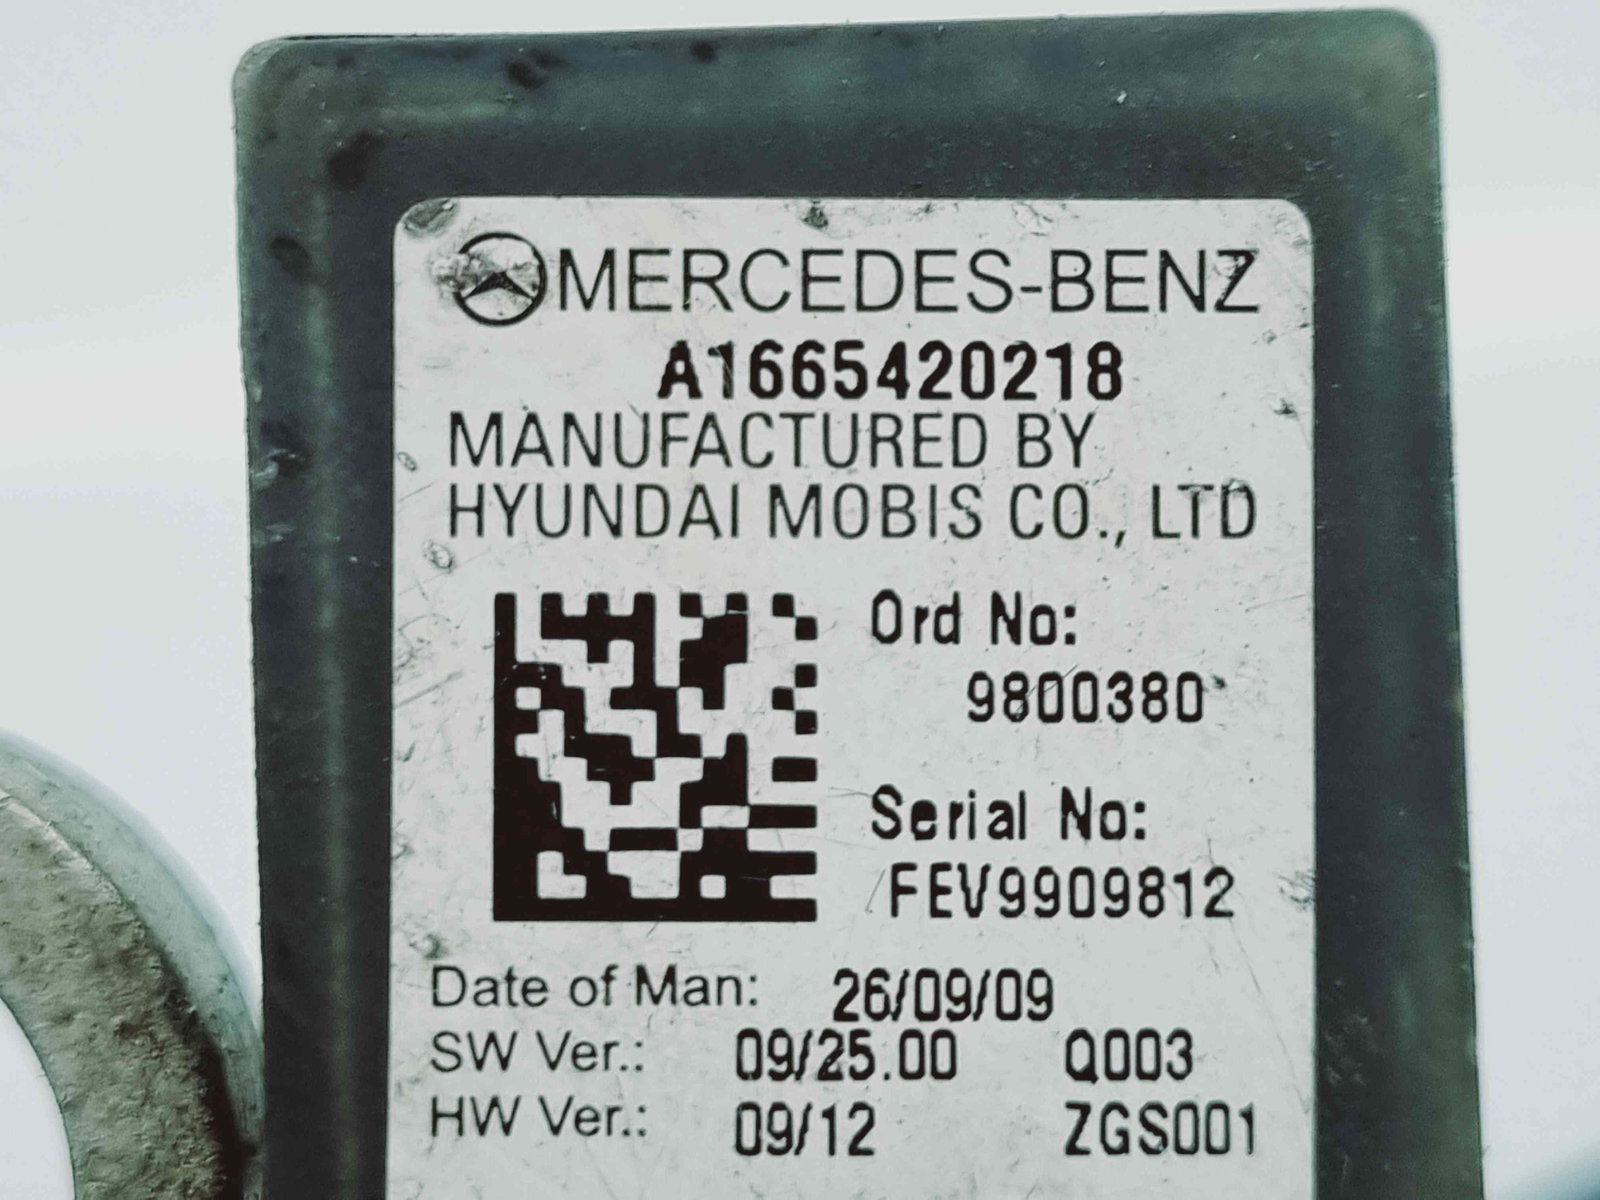 MERCEDES-BENZ
A1665420218
MANUFACTURED BY
HYUNDAI MOBIS CO., LTD
Ord No:
9800380
Serial No:
FEV9909812
Date of Man: 26/09/09
SW Ver.: 09/25.00 Q003
HW Ver.: 09/12 ZGS001